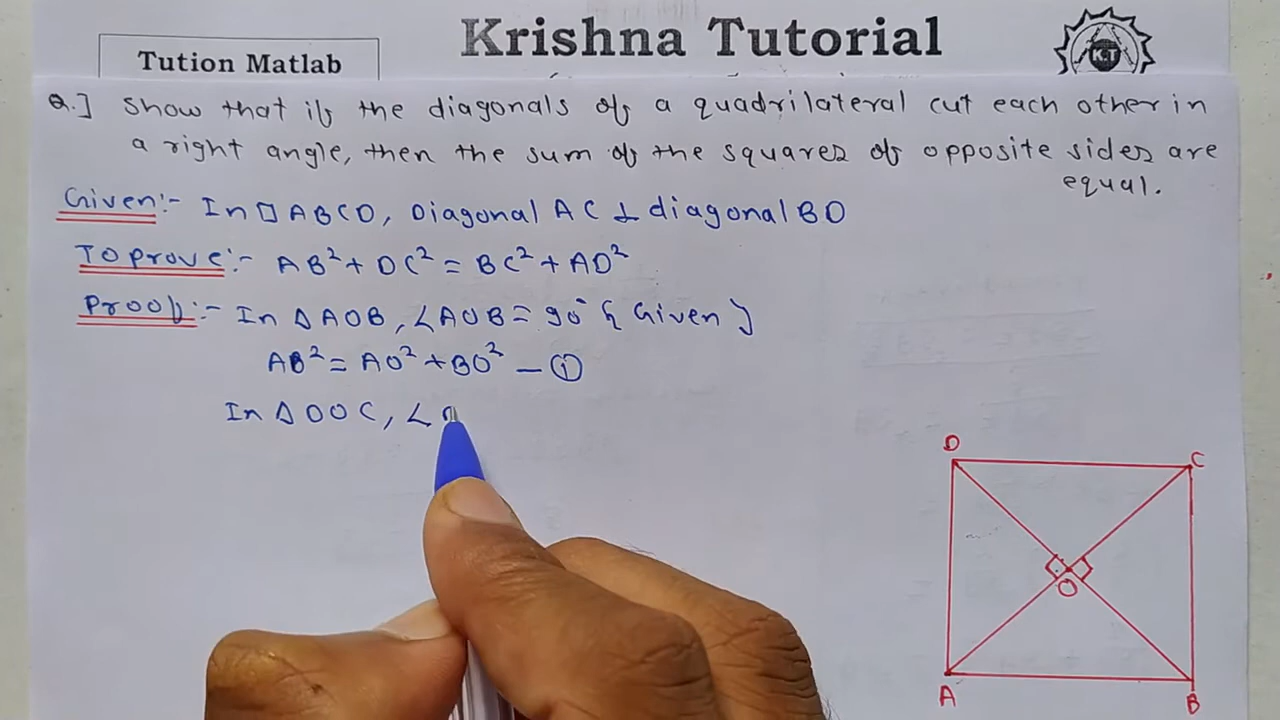 Krishna Tutorial
Tution Matlab
K.T
Q.] Show that if the diagonals of a quadrilateral cut each other in
a right angle, then the sum of the squares of opposite sides are
equal.
Given:- In □ABCD, Diagonal AC ⊥ diagonal BD
To prove:- AB² + DC² = BC² + AD²
Proof:- In △AOB, ∠AOB = 90° { Given }
AB² = AO² + BO² — ①
In △DOC, ∠
D
C
O
A
B